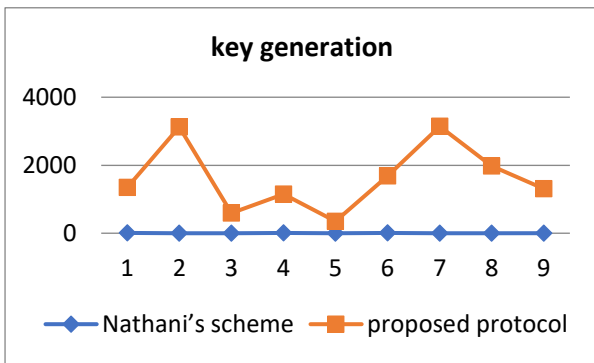 key generation
4000
2000
0
1 2 3 4 5 6 7 8 9
Nathani’s scheme proposed protocol